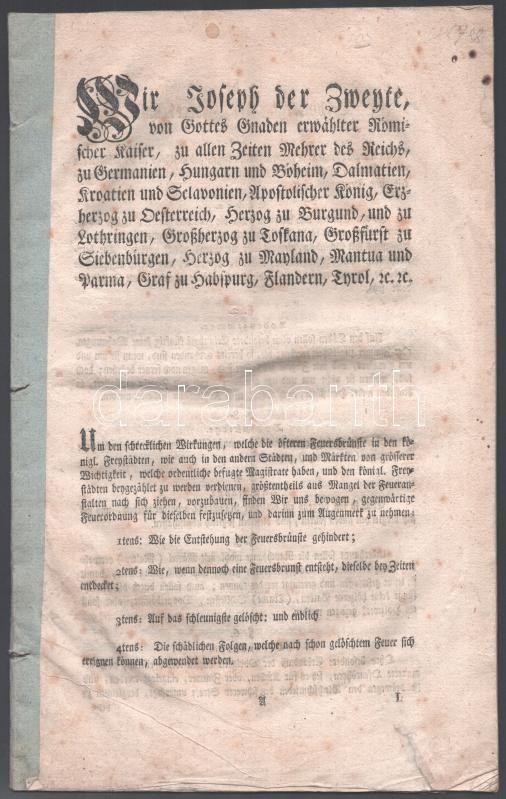 Wir Joseph der Zweyte,
von Gottes Gnaden erwählter Römi-
scher Kaiser, zu allen Zeiten Mehrer des Reichs,
zu Germanien, Hungarn und Böheim, Dalmatien,
Kroatien und Sclavonien, Apostolischer König, Erz-
herzog zu Oesterreich, Herzog zu Burgund, und zu
Lothringen, Großherzog zu Toskana, Großfürst zu
Siebenbürgen, Herzog zu Mayland, Mantua und
Parma, Graf zu Habspurg, Flandern, Tyrol, ꝛc. ꝛc.
darabanth
Um den schrecklichen Wirkungen, welche die öfteren Feuersbrünste in den kö-
nigl. Freystädten, wie auch in den andern Städten, und Märkten von grösserer
Wichtigkeit, welche ordentliche befugte Magistrate haben, und den königl. Frey-
städten beygezählet zu werden verdienen, größtentheils aus Mangel der Feueran-
stalten nach sich ziehen, vorzubauen, finden Wir uns bewogen, gegenwärtige
Feuerordnung für dieselben festzusetzen, und darinn zum Augenmerk zu nehmen:
1tens: Wie die Entstehung der Feuersbrünste gehindert;
2tens: Wie, wenn dennoch eine Feuersbrunst entsteht, dieselbe bey Zeiten
entdecket;
3tens: Auf das schleunigste gelöscht: und endlich
4tens: Die schädlichen Folgen, welche nach schon gelöschtem Feuer sich
ereignen können, abgewendet werden.
A I.